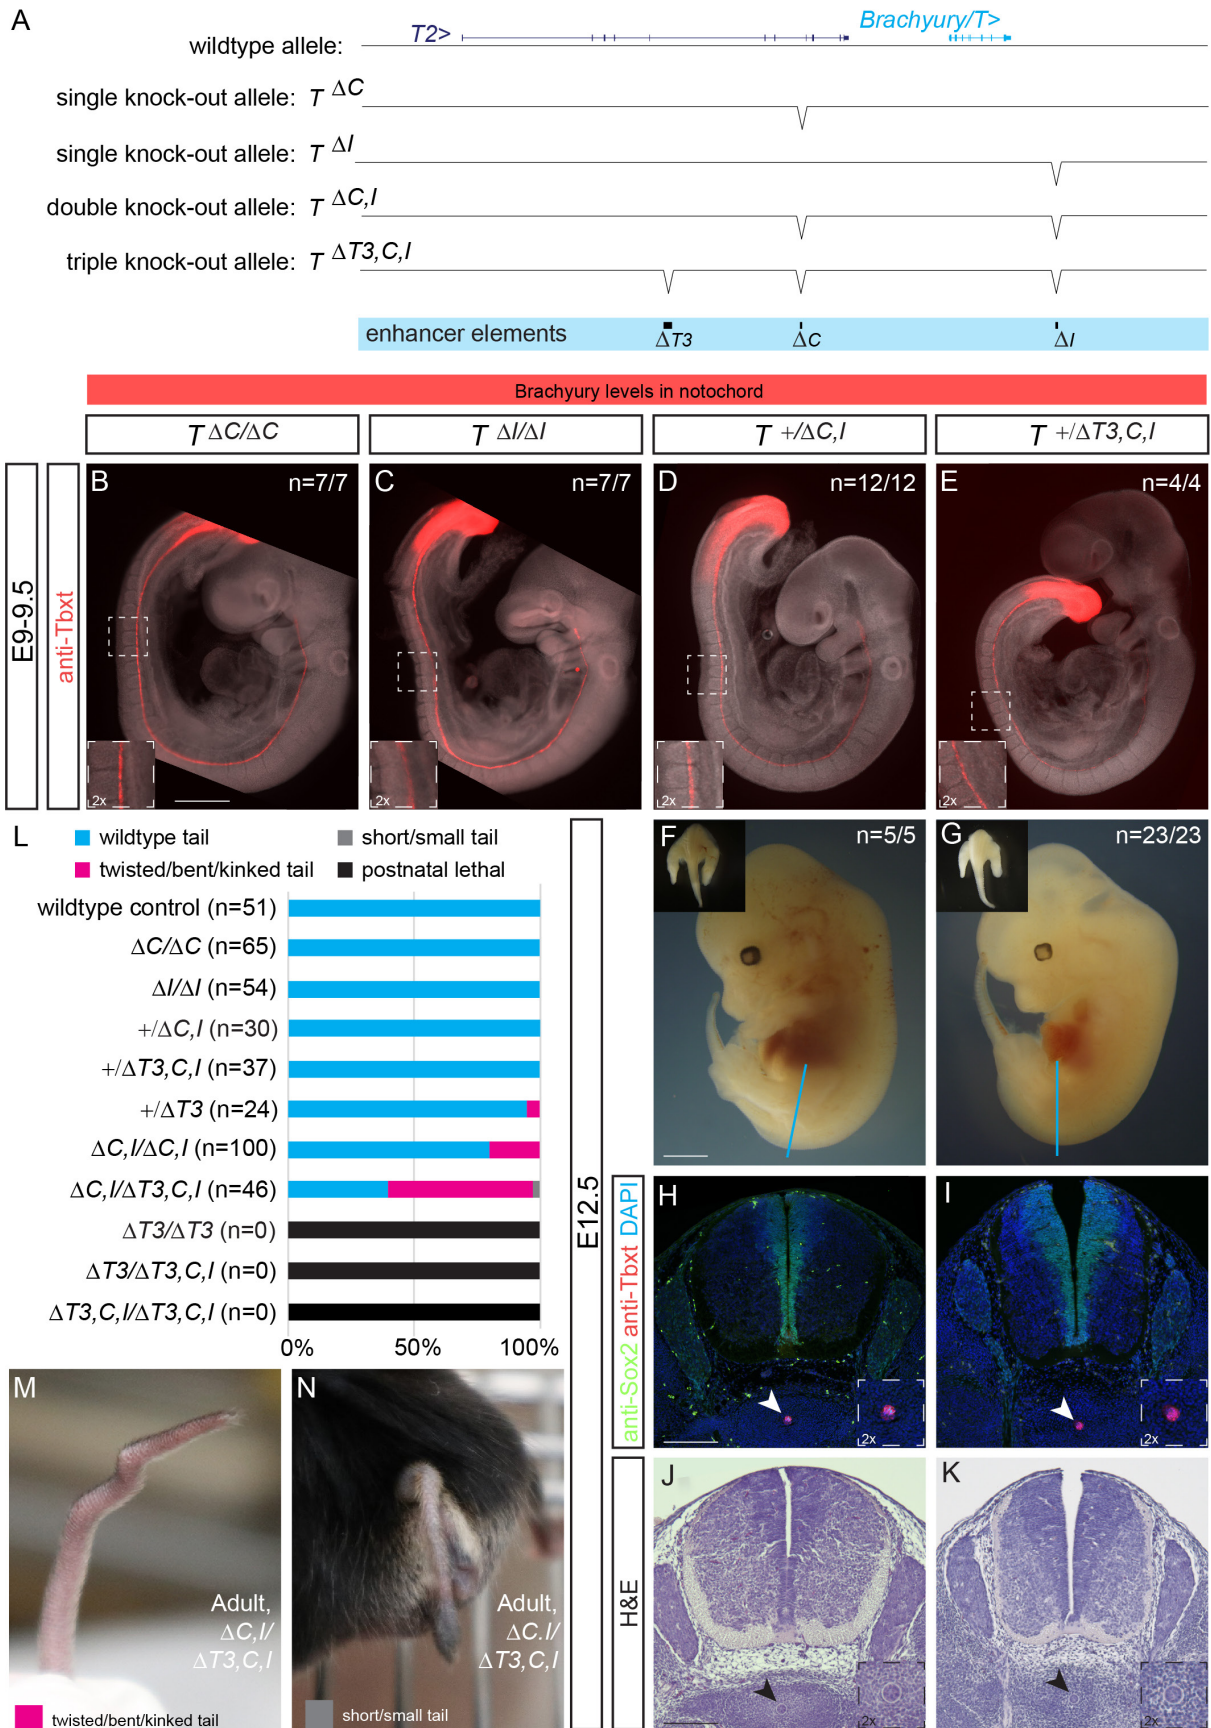 A
T2>
Brachyury/T>
wildtype allele:
single knock-out allele: T ΔC
single knock-out allele: T ΔI
double knock-out allele: T ΔC,I
triple knock-out allele: T ΔT3,C,I
enhancer elements
ΔT3
ΔC
ΔI
Brachyury levels in notochord
T ΔC/ΔC
T ΔI/ΔI
T +/ΔC,I
T +/ΔT3,C,I
E9-9.5
anti-Tbxt
B
n=7/7
2x
C
n=7/7
2x
D
n=12/12
2x
E
n=4/4
2x
L
wildtype tail
short/small tail
twisted/bent/kinked tail
postnatal lethal
wildtype control (n=51)
ΔC/ΔC (n=65)
ΔI/ΔI (n=54)
+/ΔC,I (n=30)
+/ΔT3,C,I (n=37)
+/ΔT3 (n=24)
ΔC,I/ΔC,I (n=100)
ΔC,I/ΔT3,C,I (n=46)
ΔT3/ΔT3 (n=0)
ΔT3/ΔT3,C,I (n=0)
ΔT3,C,I/ΔT3,C,I (n=0)
0%
50%
100%
E12.5
F
n=5/5
G
n=23/23
anti-Sox2 anti-Tbxt DAPI
H
2x
I
2x
H&E
J
2x
K
2x
M
Adult,
ΔC,I/
ΔT3,C,I
twisted/bent/kinked tail
N
Adult,
ΔC.I/
ΔT3,C,I
short/small tail